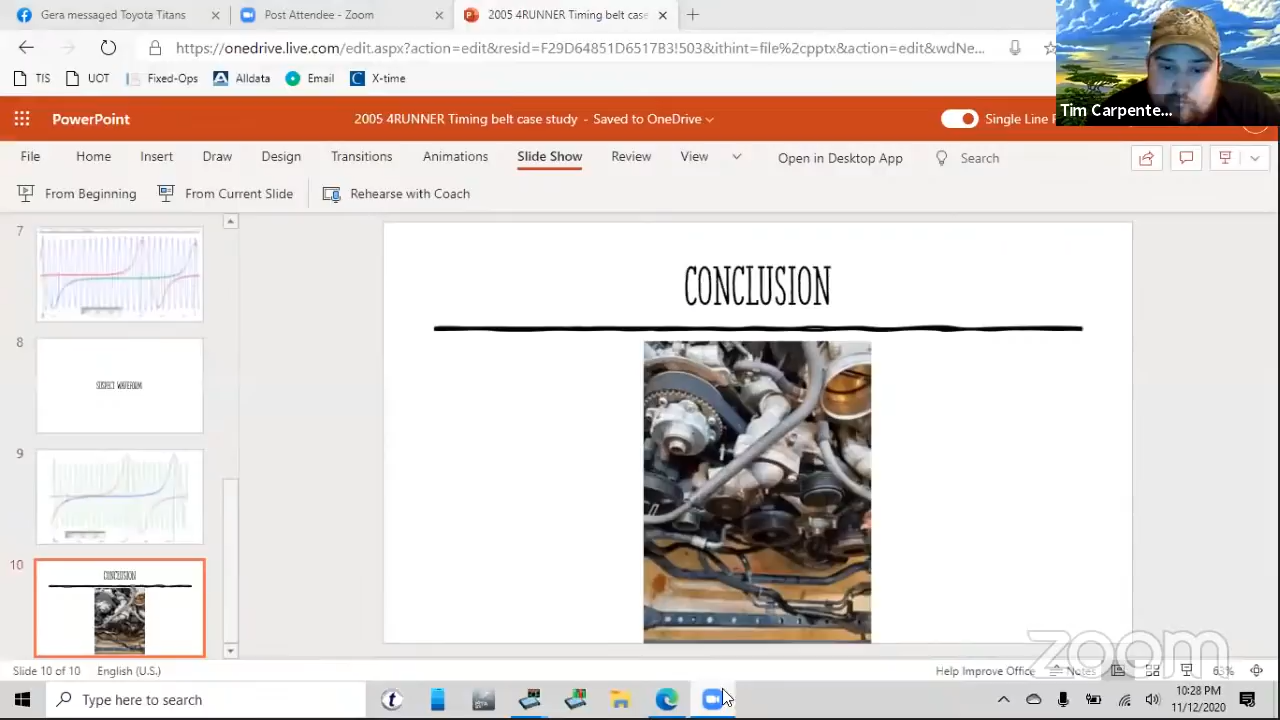 Gera messaged Toyota Titans
Post Attendee - Zoom
2005 4RUNNER Timing belt case
https://onedrive.live.com/edit.aspx?action=edit&resid=F29D64851D6517B3!503&ithint=file%2cpptx&action=edit&wdNe...
TIS
UOT
Fixed-Ops
Alldata
Email
X-time
Tim Carpente...
PowerPoint
2005 4RUNNER Timing belt case study - Saved to OneDrive
Single Line
File Home Insert Draw Design Transitions Animations Slide Show Review View Open in Desktop App Search
From Beginning From Current Slide Rehearse with Coach
7
8
SUSPECT WAVEFORM
9
10
CONCLUSION
CONCLUSION
zoom
Slide 10 of 10 English (U.S.) Help Improve Office Notes 63%
Type here to search
10:28 PM
11/12/2020